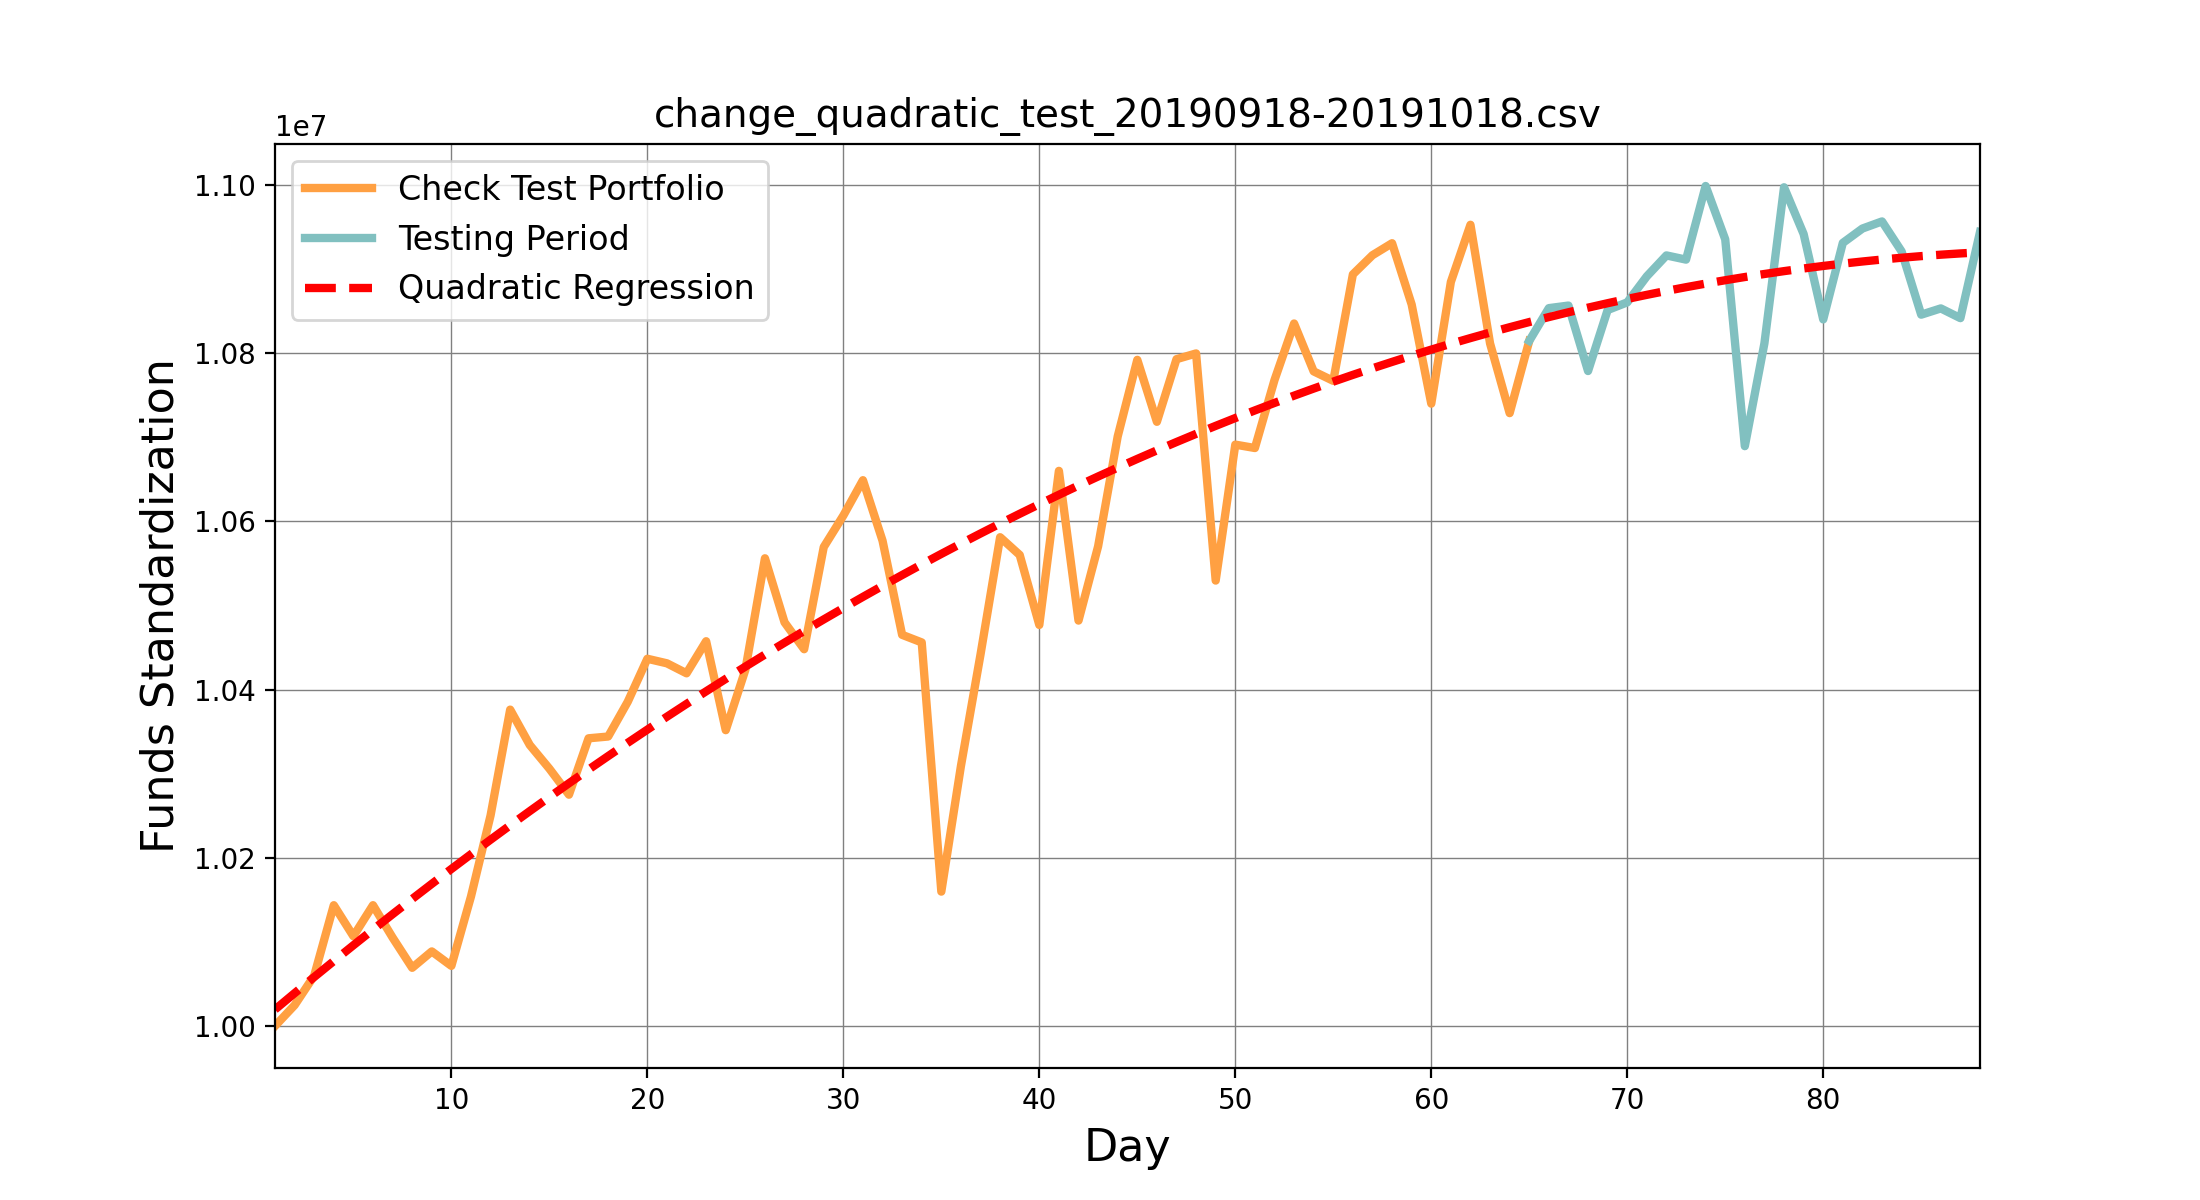 change_quadratic_test_20190918-20191018.csv
1e7
Check Test Portfolio
Testing Period
Quadratic Regression
1.10
1.08
1.06
1.04
1.02
1.00
Funds Standardization
10 20 30 40 50 60 70 80
Day